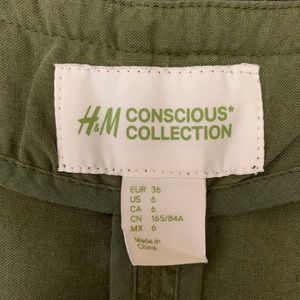 H&M CONSCIOUS*
COLLECTION
EUR 36
US 6
CA 6
CN 165/84A
MX 6
Made in
China